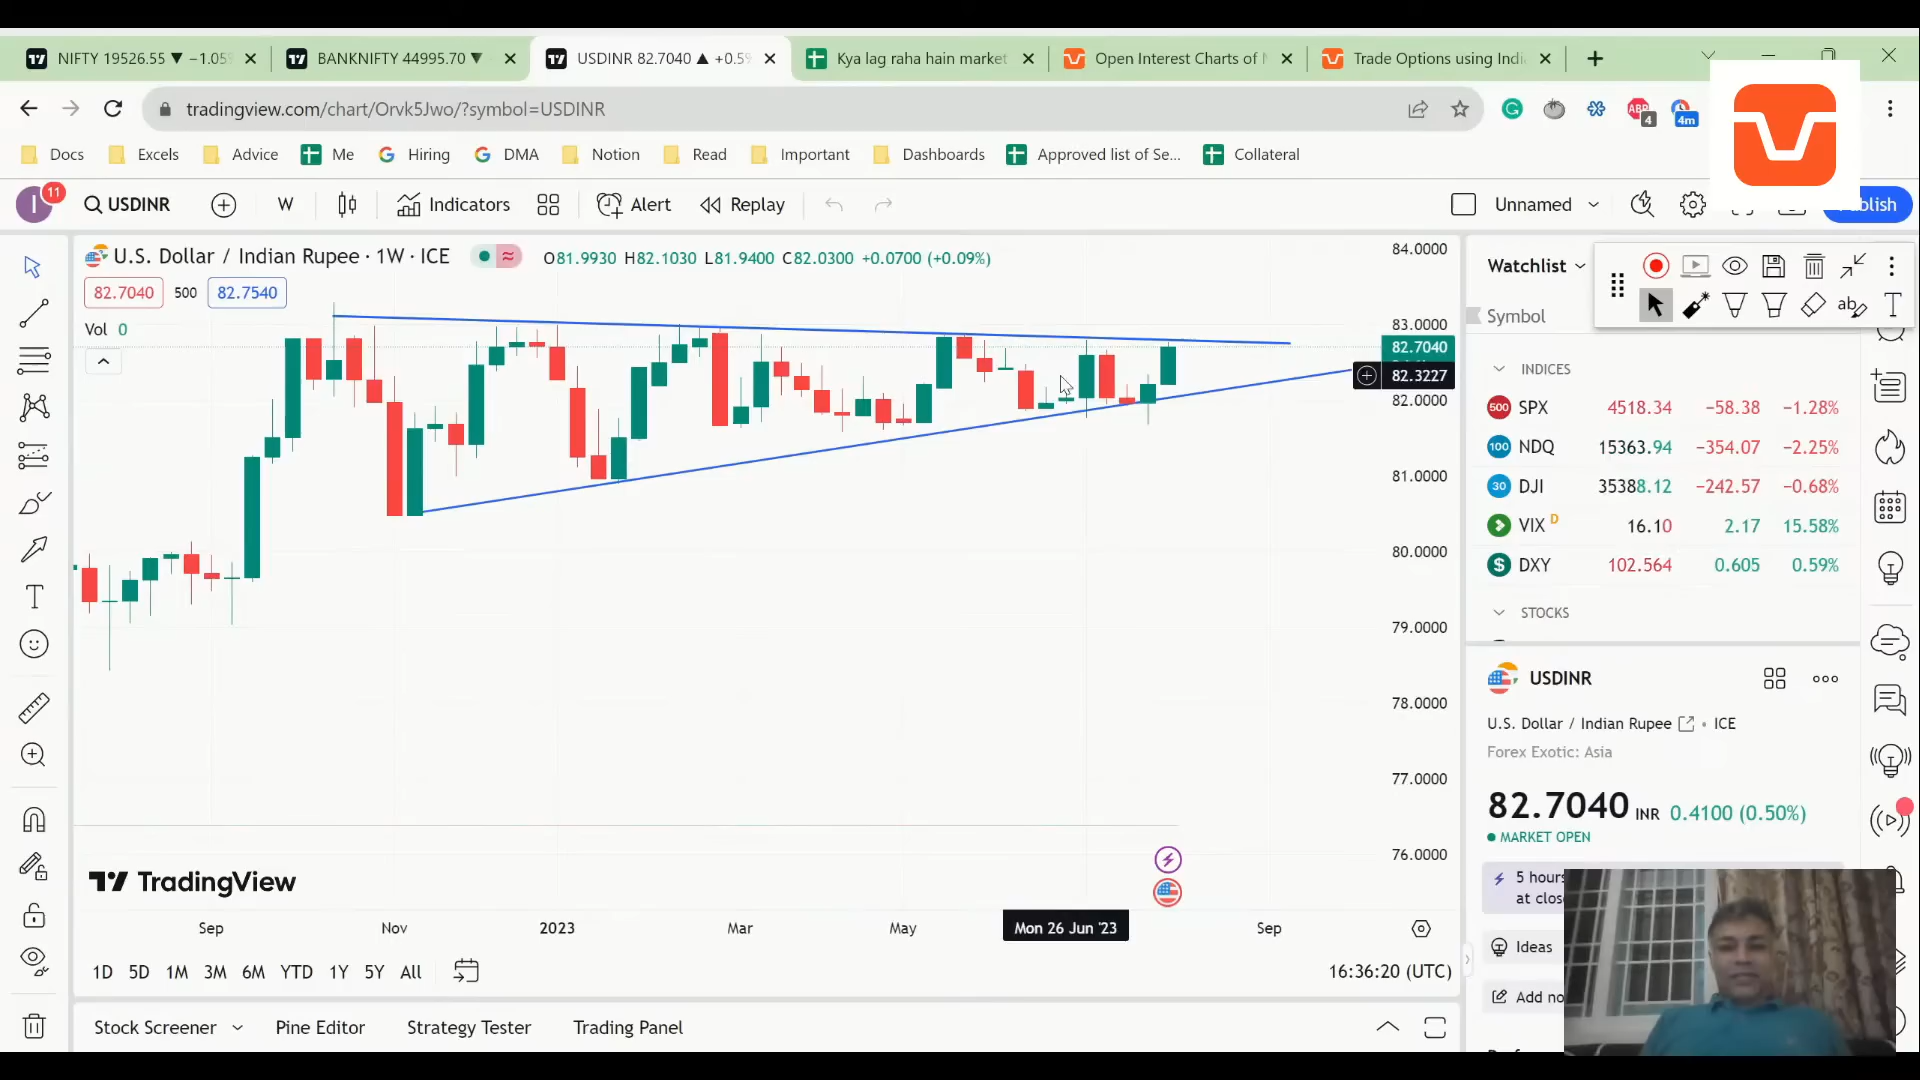 NIFTY 19526.55 ▼ −1.05
BANKNIFTY 44995.70 ▼
USDINR 82.7040 ▲ +0.5
Kya lag raha hain market
Open Interest Charts of
Trade Options using Indi
tradingview.com/chart/Orvk5Jwo/?symbol=USDINR
4
4m
Docs
Excels
Advice
Me
Hiring
DMA
Notion
Read
Important
Dashboards
Approved list of Se...
Collateral
I
11
USDINR
W
Indicators
Alert
Replay
Unnamed
U.S. Dollar / Indian Rupee · 1W · ICE
O81.9930 H82.1030 L81.9400 C82.0300 +0.0700 (+0.09%)
82.7040
500
82.7540
Vol 0
84.0000
83.0000
82.7040
82.3227
82.0000
81.0000
80.0000
79.0000
78.0000
77.0000
76.0000
TradingView
Sep
Nov
2023
Mar
May
Mon 26 Jun '23
Sep
1D 5D 1M 3M 6M YTD 1Y 5Y All
16:36:20 (UTC)
Stock Screener
Pine Editor
Strategy Tester
Trading Panel
Watchlist
Symbol
INDICES
SPX 4518.34 −58.38 −1.28%
NDQ 15363.94 −354.07 −2.25%
DJI 35388.12 −242.57 −0.68%
VIX D 16.10 2.17 15.58%
DXY 102.564 0.605 0.59%
STOCKS
USDINR
U.S. Dollar / Indian Rupee • ICE
Forex Exotic: Asia
82.7040 INR 0.4100 (0.50%)
MARKET OPEN
5 hours
at clos
Ideas
Add no